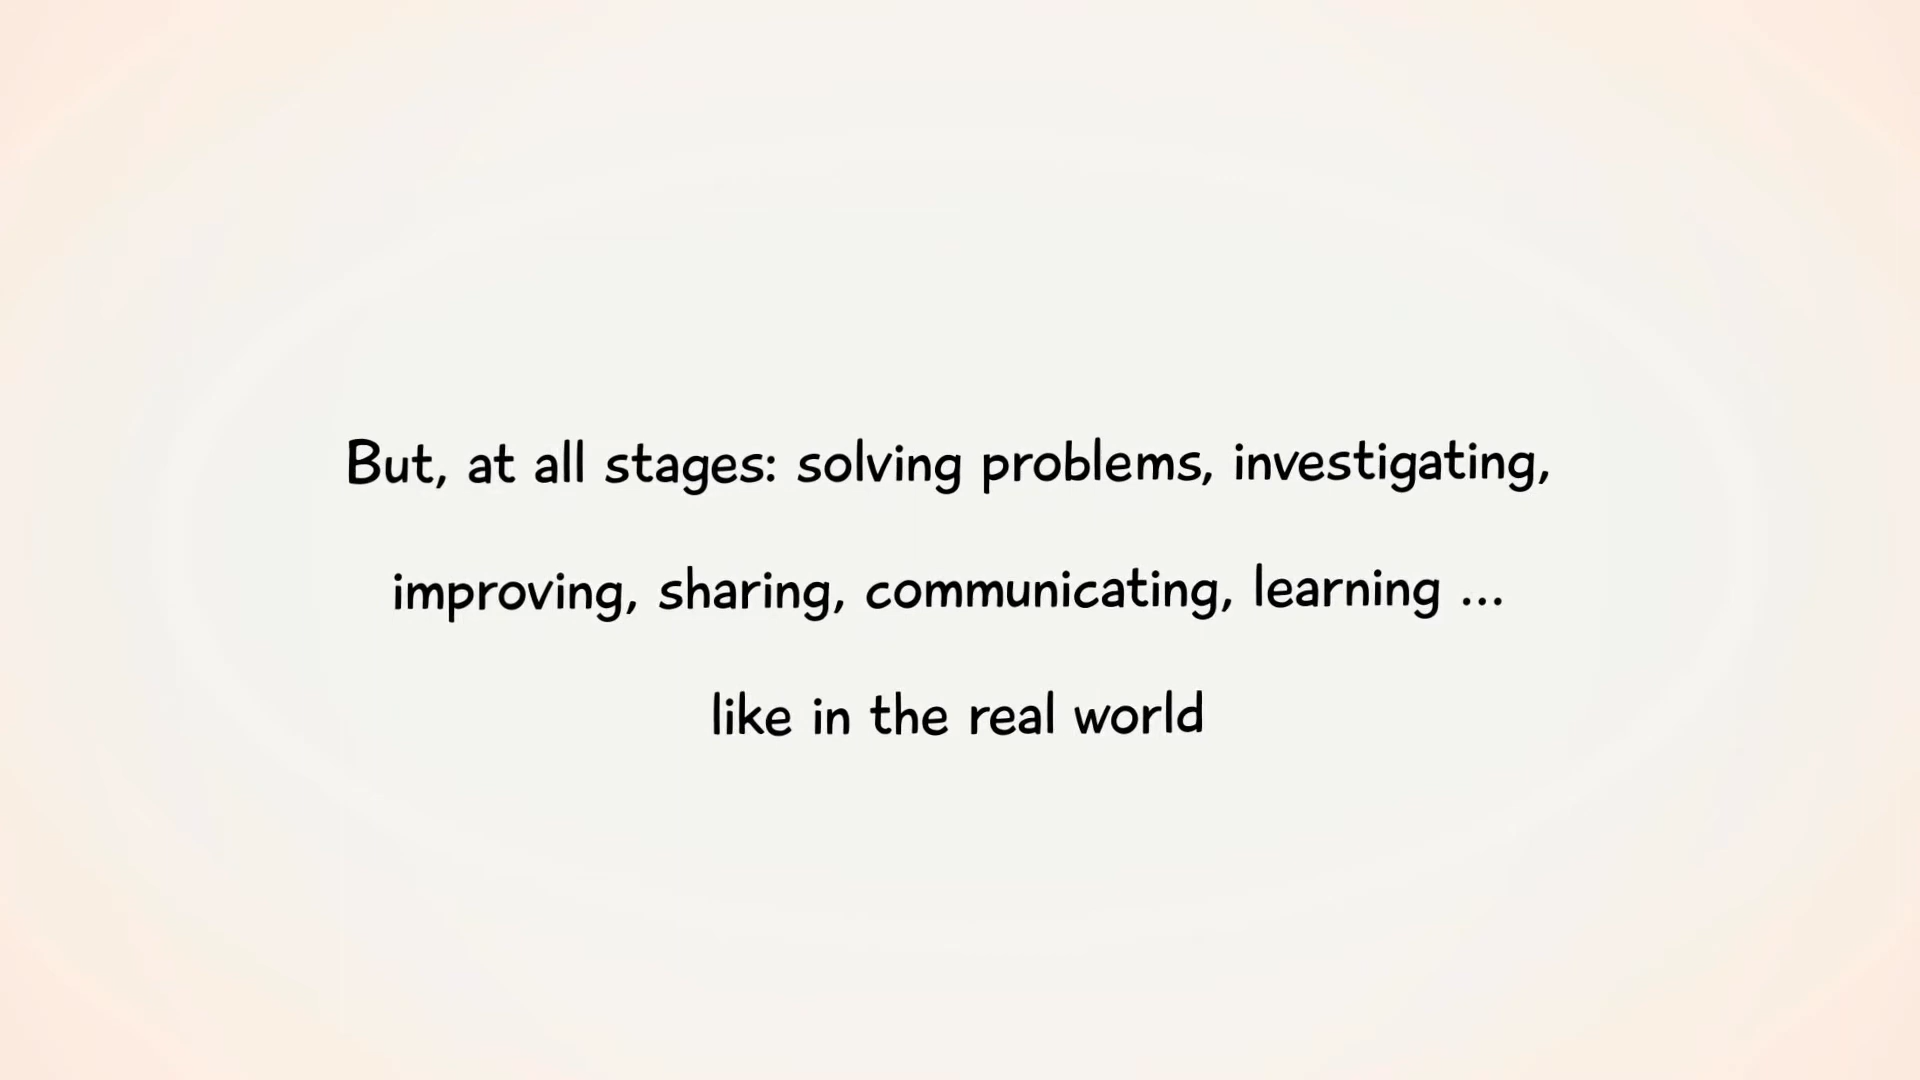 But, at all stages: solving problems, investigating,
improving, sharing, communicating, learning ...
like in the real world